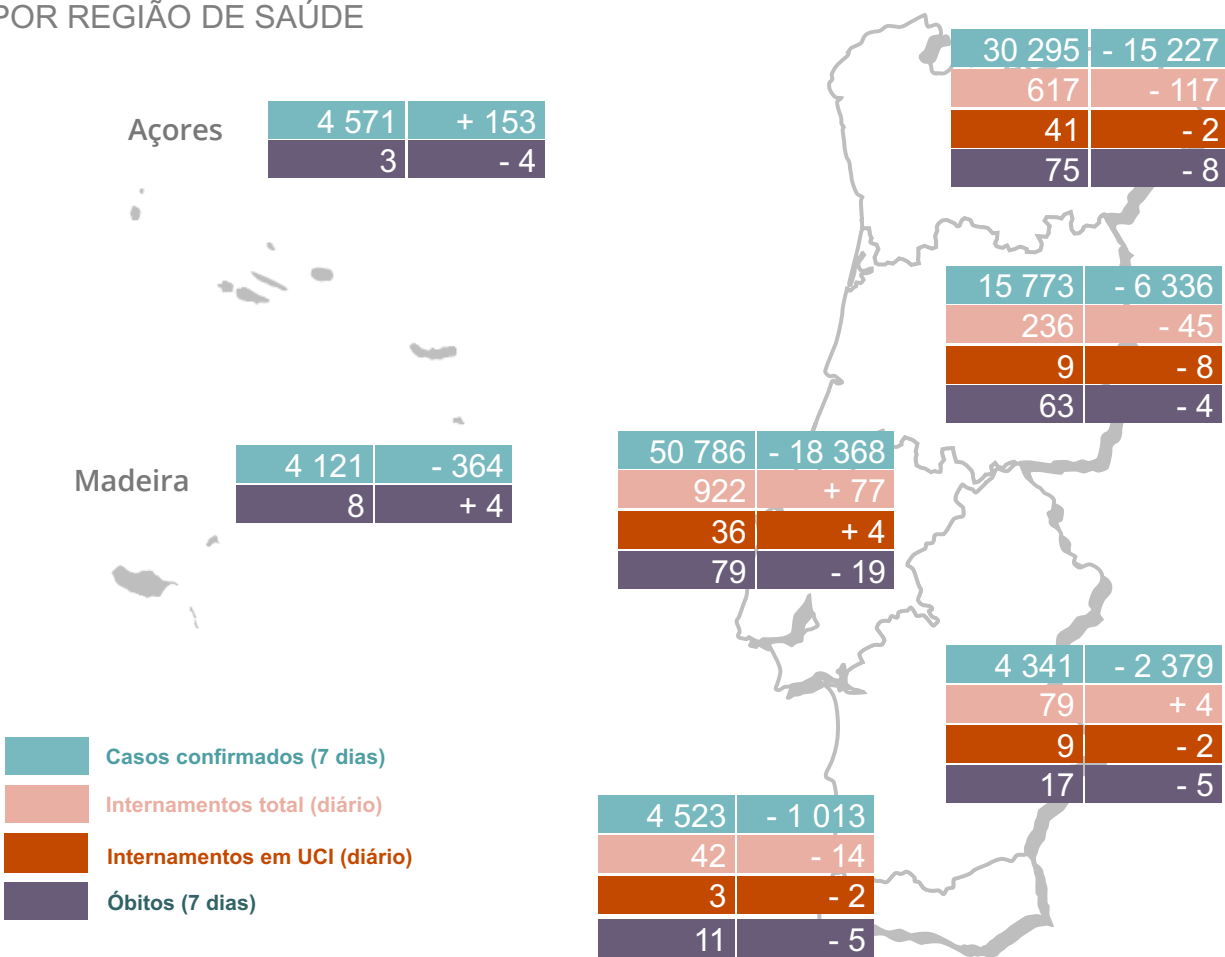 POR REGIÃO DE SAÚDE
Açores
4 571 + 153
3 - 4
Madeira
4 121 - 364
8 + 4
30 295 - 15 227
617 - 117
41 - 2
75 - 8
15 773 - 6 336
236 - 45
9 - 8
63 - 4
50 786 - 18 368
922 + 77
36 + 4
79 - 19
4 341 - 2 379
79 + 4
9 - 2
17 - 5
4 523 - 1 013
42 - 14
3 - 2
11 - 5
Casos confirmados (7 dias)
Internamentos total (diário)
Internamentos em UCI (diário)
Óbitos (7 dias)